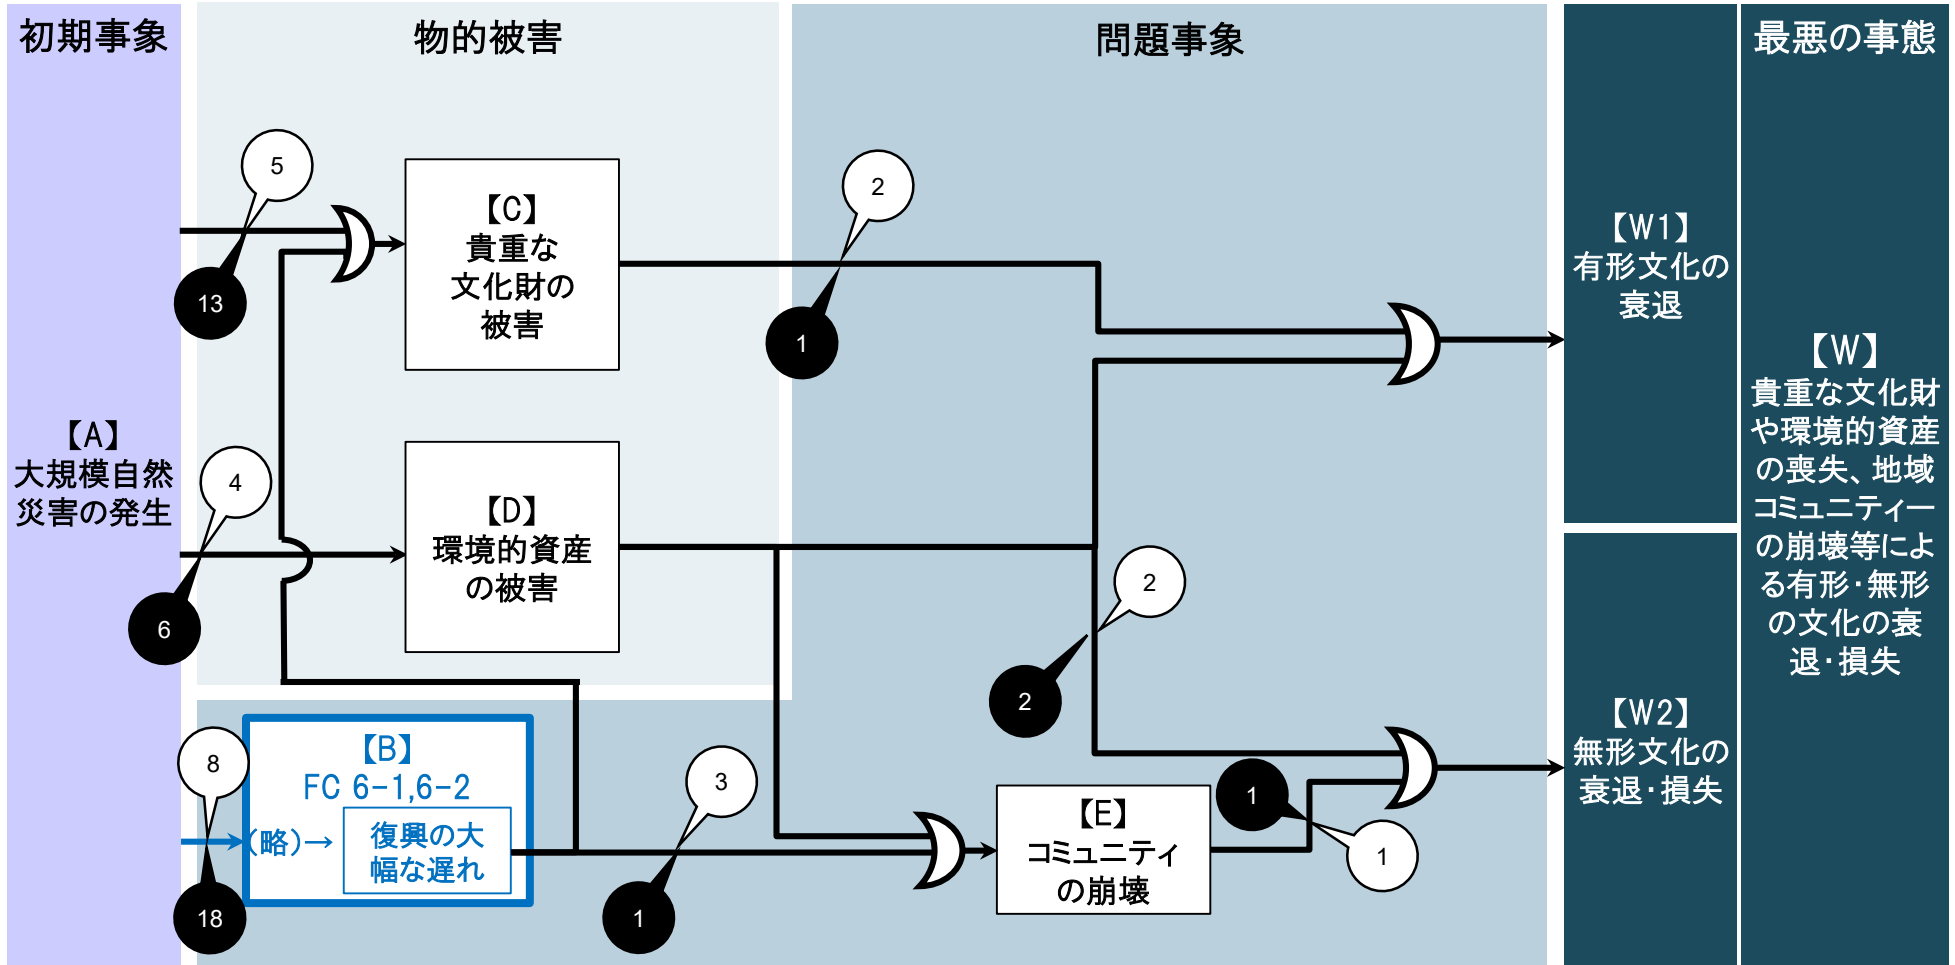 初期事象
物的被害
問題事象
最悪の事態
5
13
【C】
貴重な
文化財の
被害
2
1
【W1】
有形文化の
衰退
【A】
大規模自然
災害の発生
4
6
【D】
環境的資産
の被害
2
2
【W】
貴重な文化財
や環境的資産
の喪失、地域
コミュニティー
の崩壊等によ
る有形・無形
の文化の衰
退・損失
8
18
【B】
FC 6-1,6-2
(略)→
復興の大
幅な遅れ
3
1
【E】
コミュニティ
の崩壊
1
1
【W2】
無形文化の
衰退・損失